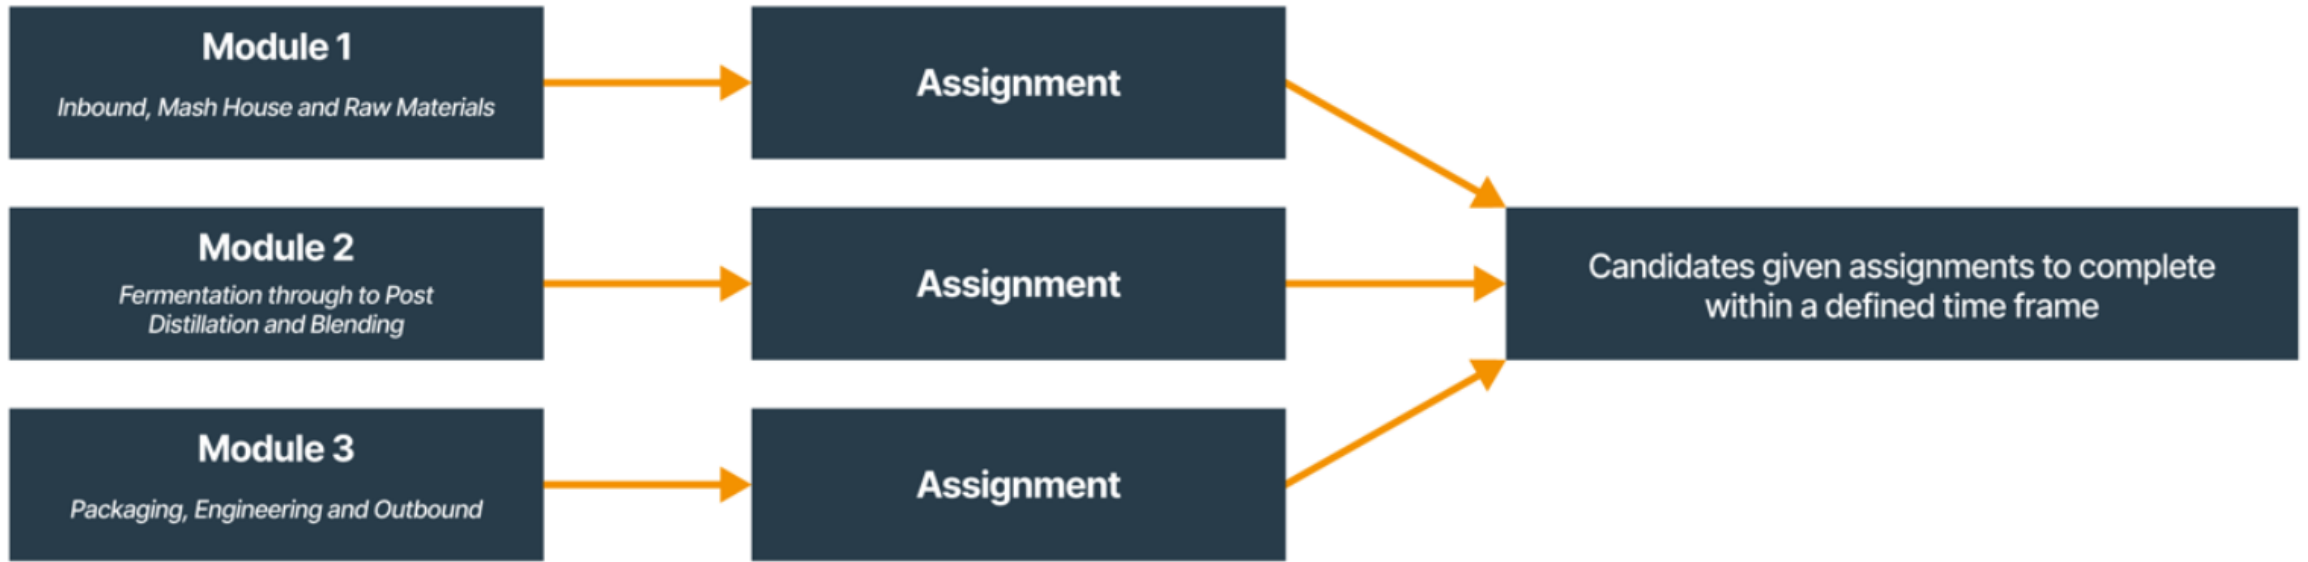 Module 1
Inbound, Mash House and Raw Materials
Assignment
Module 2
Fermentation through to Post
Distillation and Blending
Assignment
Candidates given assignments to complete
within a defined time frame
Module 3
Packaging, Engineering and Outbound
Assignment